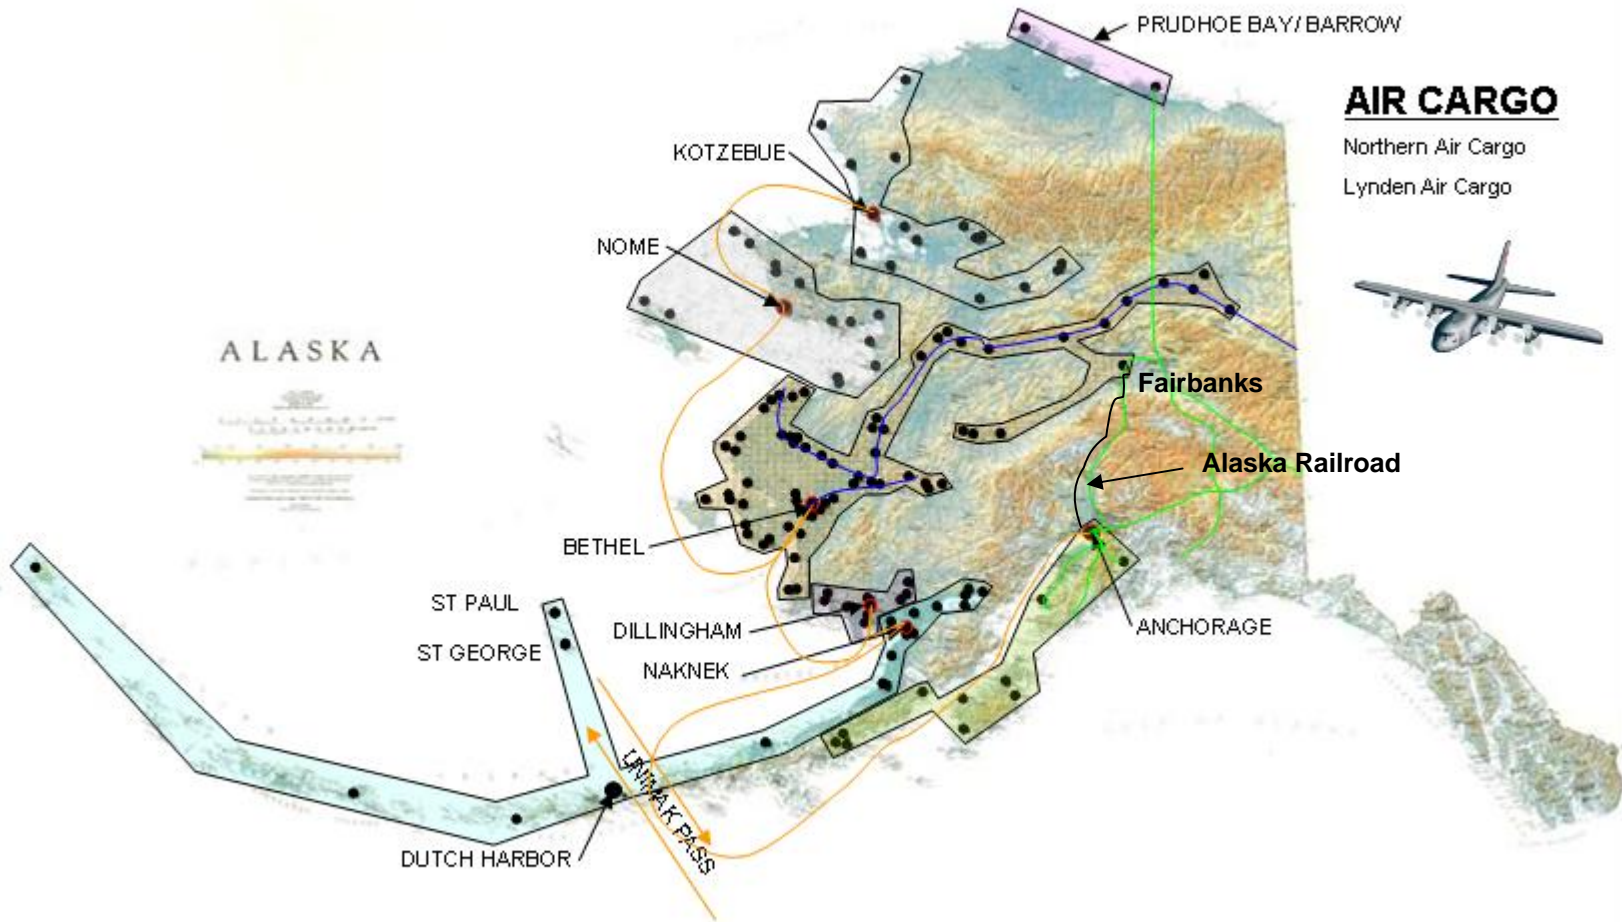 PRUDHOE BAY/ BARROW
AIR CARGO
Northern Air Cargo
Lynden Air Cargo
KOTZEBUE
NOME
ALASKA
Fairbanks
Alaska Railroad
BETHEL
ST PAUL
ST GEORGE
DILLINGHAM
NAKNEK
ANCHORAGE
UNIMAK PASS
DUTCH HARBOR